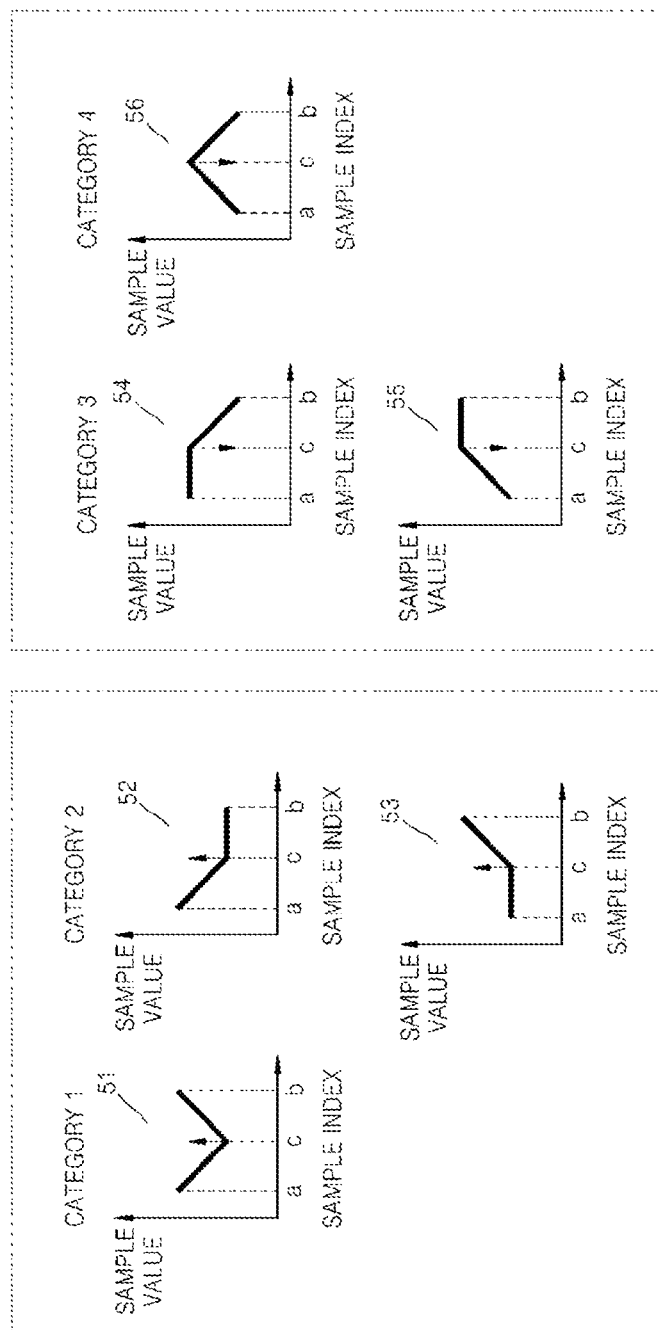 CATEGORY 1
51
SAMPLE
VALUE
a c b
SAMPLE INDEX
CATEGORY 2
52
SAMPLE
VALUE
a c b
SAMPLE INDEX
53
SAMPLE
VALUE
a c b
SAMPLE INDEX
CATEGORY 3
54
SAMPLE
VALUE
a c b
SAMPLE INDEX
55
SAMPLE
VALUE
a c b
SAMPLE INDEX
CATEGORY 4
56
SAMPLE
VALUE
a c b
SAMPLE INDEX